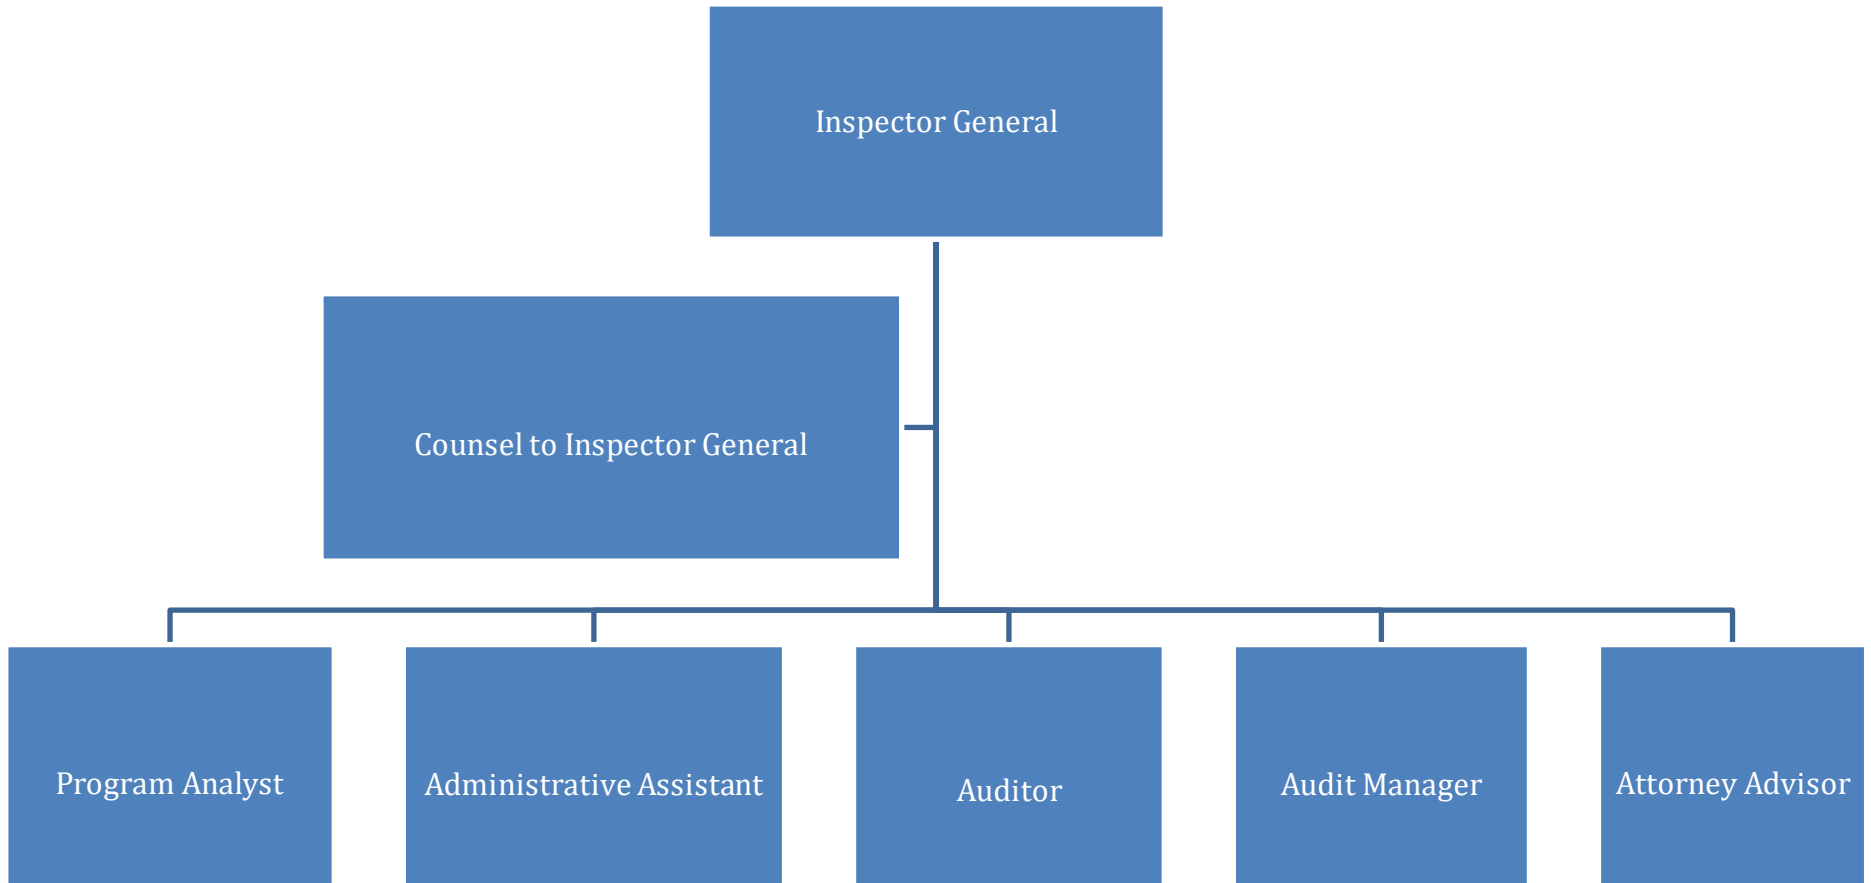 Inspector General
Counsel to Inspector General
Program Analyst
Administrative Assistant
Auditor
Audit Manager
Attorney Advisor